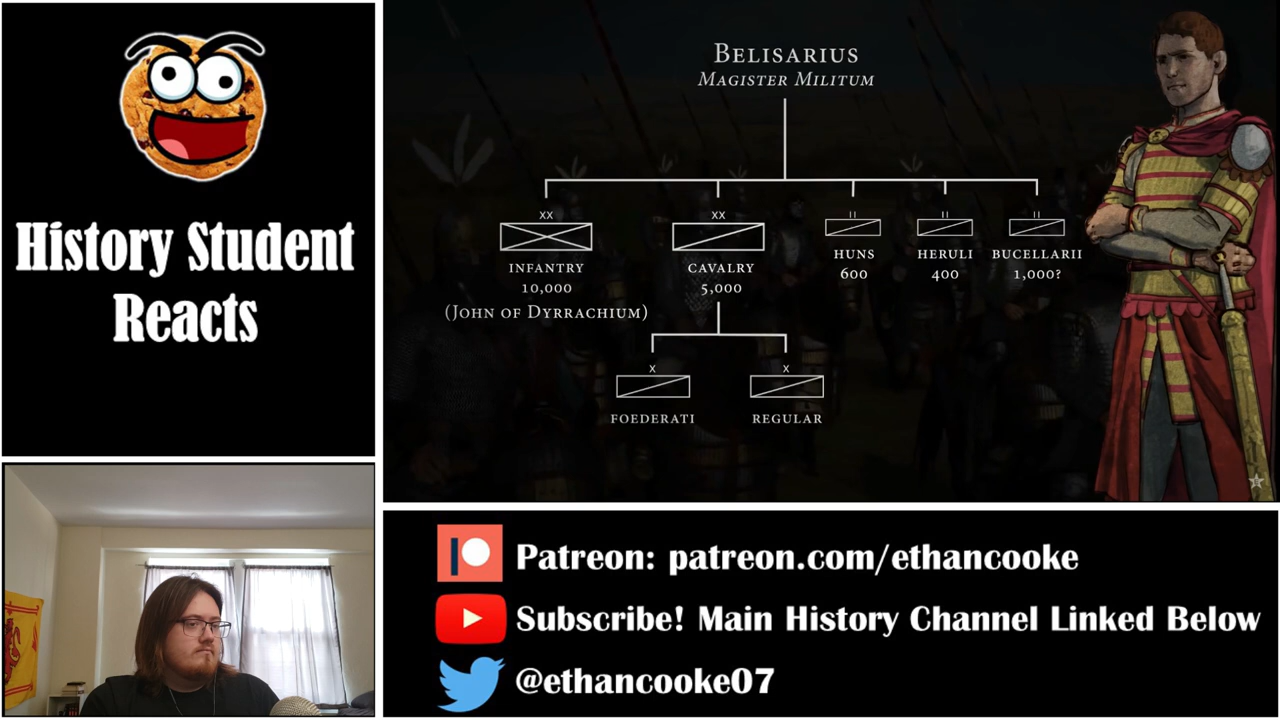 History Student
Reacts
BELISARIUS
MAGISTER MILITUM
XX
XX
II
II
II
INFANTRY
10,000
(JOHN OF DYRRACHIUM)
CAVALRY
5,000
HUNS
600
HERULI
400
BUCELLARII
1,000?
X
X
FOEDERATI
REGULAR
Patreon: patreon.com/ethancooke
Subscribe! Main History Channel Linked Below
@ethancooke07